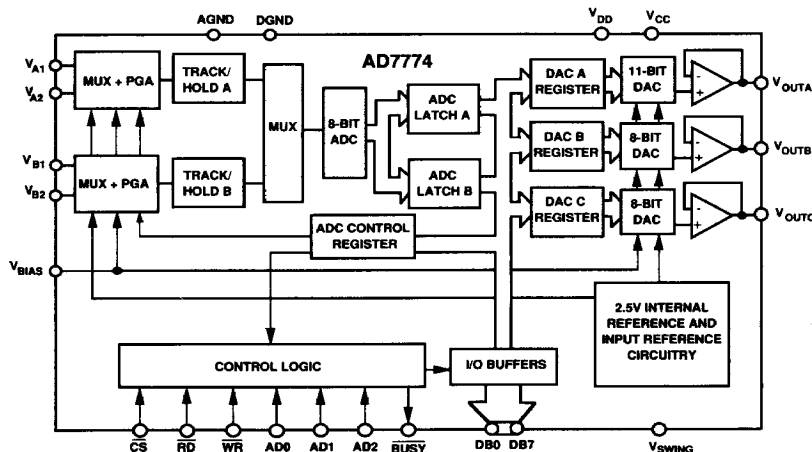 AGND
DGND
VDD
VCC
AD7774
VA1
VA2
MUX + PGA
TRACK/
HOLD A
MUX
8-BIT
ADC
ADC
LATCH A
DAC A
REGISTER
11-BIT
DAC
-
+
VOUTA
VB1
VB2
MUX + PGA
TRACK/
HOLD B
ADC
LATCH B
DAC B
REGISTER
8-BIT
DAC
-
+
VOUTB
DAC C
REGISTER
8-BIT
DAC
-
+
VOUTC
ADC CONTROL
REGISTER
VBIAS
2.5V INTERNAL
REFERENCE AND
INPUT REFERENCE
CIRCUITRY
CONTROL LOGIC
I/O BUFFERS
CS
RD
WR
AD0
AD1
AD2
BUSY
DB0
DB7
VSWING